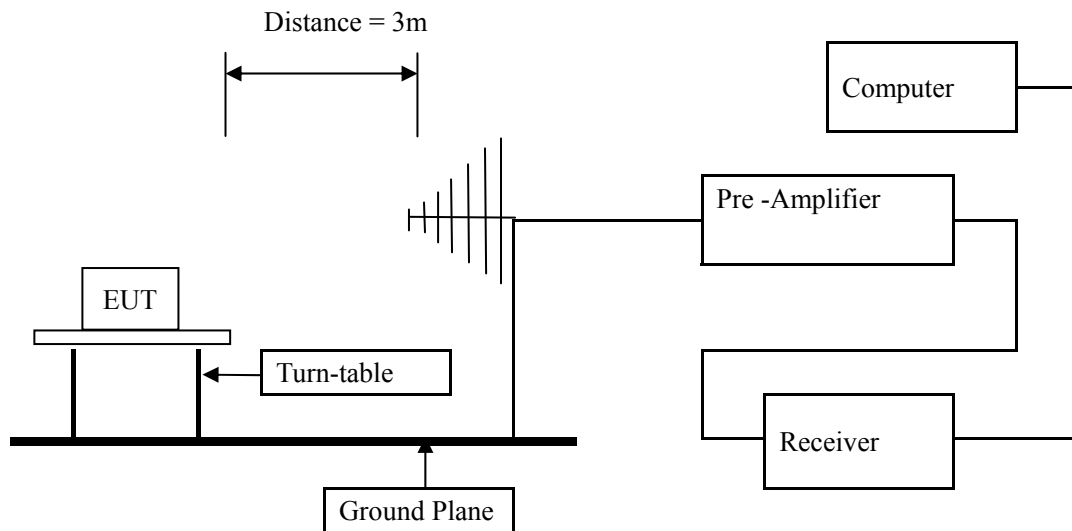 Distance = 3m
Computer
Pre -Amplifier
EUT
Turn-table
Receiver
Ground Plane